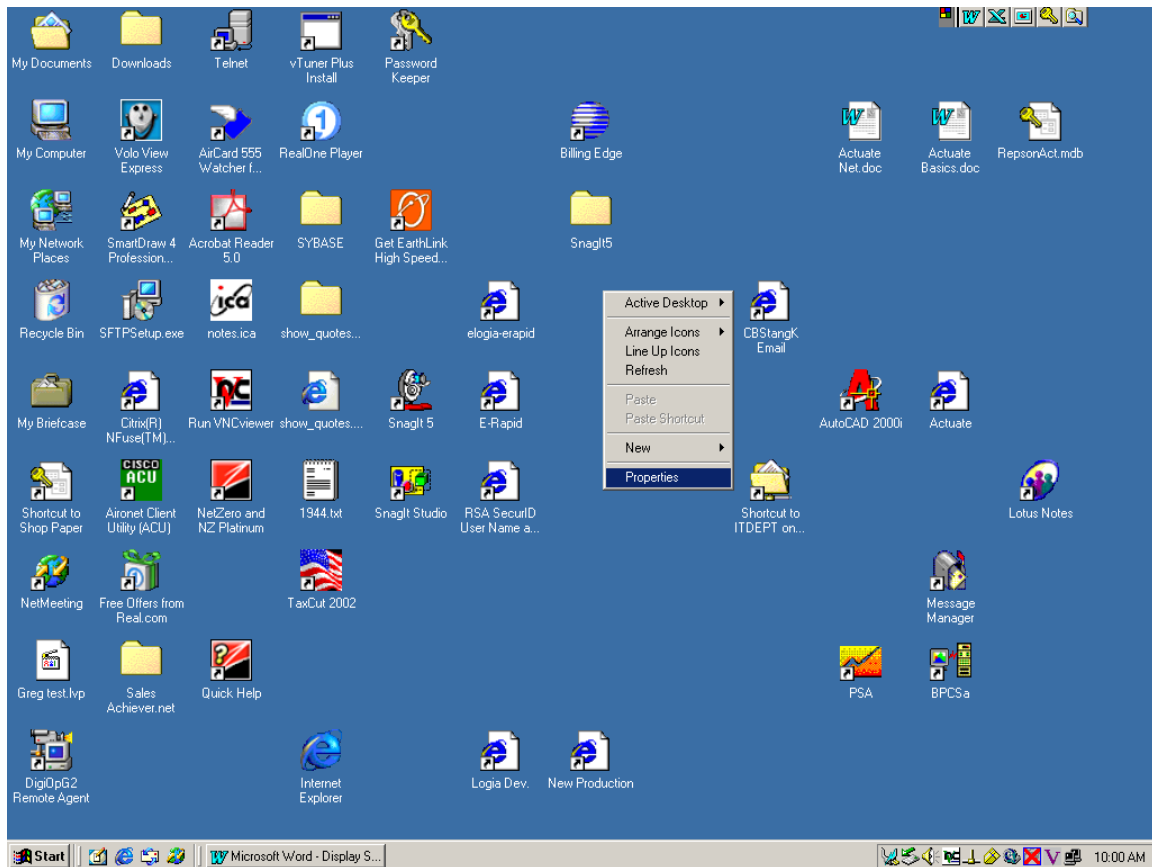 My Documents
Downloads
Telnet
vTuner Plus
Install
Password
Keeper
My Computer
Volo View
Express
AirCard 555
Watcher f...
RealOne Player
Billing Edge
Actuate
Net.doc
Actuate
Basics.doc
RepsonAct.mdb
My Network
Places
SmartDraw 4
Profession...
Acrobat Reader
5.0
SYBASE
Get EarthLink
High Speed...
SnagIt5
Recycle Bin
SFTPSetup.exe
ica
notes.ica
show_quotes...
elogia-erapid
Active Desktop
Arrange Icons
Line Up Icons
Refresh
Paste
Paste Shortcut
New
Properties
CBStangK
Email
My Briefcase
Citrix(R)
NFuse(TM)...
Run VNCviewer
show_quotes....
SnagIt 5
E-Rapid
AutoCAD 2000i
Actuate
Shortcut to
Shop Paper
CISCO
ACU
Aironet Client
Utility (ACU)
NetZero and
NZ Platinum
1944.txt
SnagIt Studio
RSA SecurID
User Name a...
Shortcut to
ITDEPT on...
Lotus Notes
NetMeeting
Free Offers from
Real.com
TaxCut 2002
Message
Manager
Greg test.lvp
Sales
Achiever.net
Quick Help
PSA
BPCSa
DigiOpG2
Remote Agent
Internet
Explorer
Logia Dev.
New Production
Start
Microsoft Word - Display S...
10:00 AM